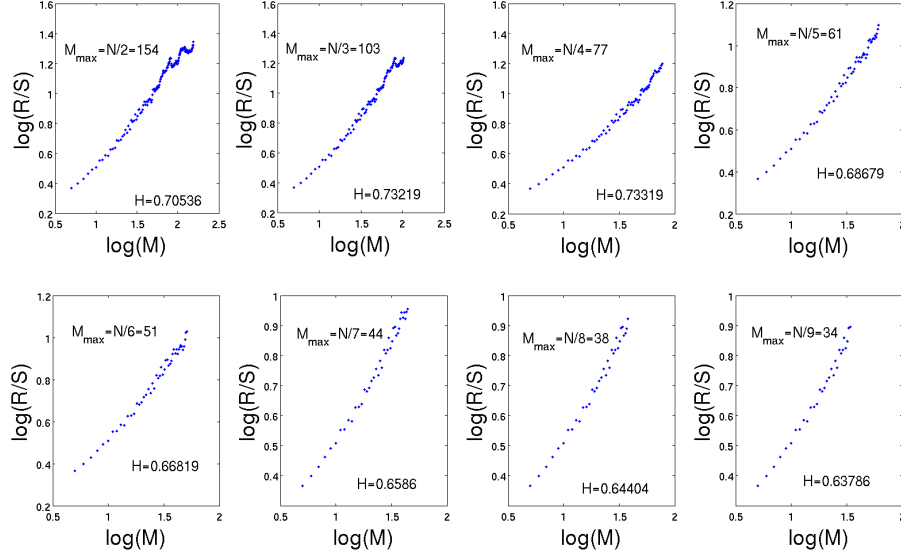 1.6
1.4
1.2
1
0.8
0.6
0.4
0.2
0.5
1
1.5
2
2.5
log(R/S)
log(M)
M_max=N/2=154
H=0.70536
1.6
1.4
1.2
1
0.8
0.6
0.4
0.2
0.5
1
1.5
2
2.5
log(R/S)
log(M)
M_max=N/3=103
H=0.73219
1.6
1.4
1.2
1
0.8
0.6
0.4
0.2
0.5
1
1.5
2
log(R/S)
log(M)
M_max=N/4=77
H=0.73319
1.2
1
0.8
0.6
0.4
0.2
0.5
1
1.5
2
log(R/S)
log(M)
M_max=N/5=61
H=0.68679
1.2
1
0.8
0.6
0.4
0.2
0.5
1
1.5
2
log(R/S)
log(M)
M_max=N/6=51
H=0.66819
1
0.9
0.8
0.7
0.6
0.5
0.4
0.5
1
1.5
2
log(R/S)
log(M)
M_max=N/7=44
H=0.6586
1
0.9
0.8
0.7
0.6
0.5
0.4
0.5
1
1.5
2
log(R/S)
log(M)
M_max=N/8=38
H=0.64404
1
0.9
0.8
0.7
0.6
0.5
0.4
0.5
1
1.5
2
log(R/S)
log(M)
M_max=N/9=34
H=0.63786